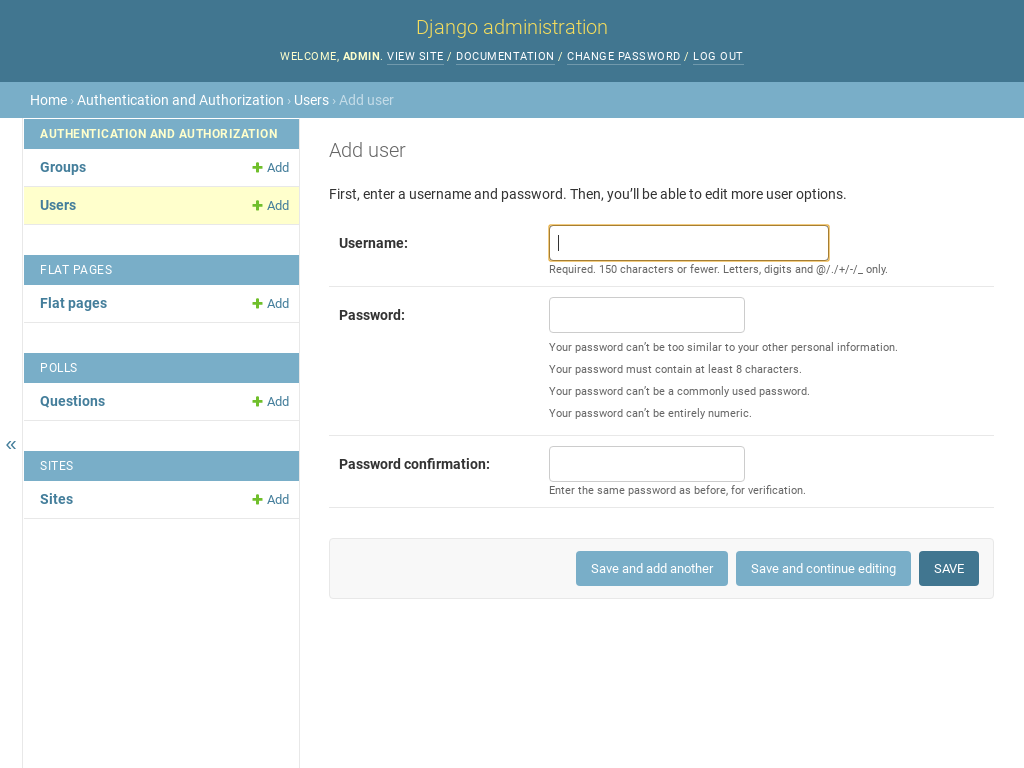 Django administration
WELCOME, ADMIN. VIEW SITE / DOCUMENTATION / CHANGE PASSWORD / LOG OUT
Home › Authentication and Authorization › Users › Add user
AUTHENTICATION AND AUTHORIZATION
Groups Add
Users Add
FLAT PAGES
Flat pages Add
POLLS
Questions Add
SITES
Sites Add
«
Add user
First, enter a username and password. Then, you’ll be able to edit more user options.
Username:
Required. 150 characters or fewer. Letters, digits and @/./+/-/_ only.
Password:
Your password can’t be too similar to your other personal information.
Your password must contain at least 8 characters.
Your password can’t be a commonly used password.
Your password can’t be entirely numeric.
Password confirmation:
Enter the same password as before, for verification.
Save and add another Save and continue editing SAVE